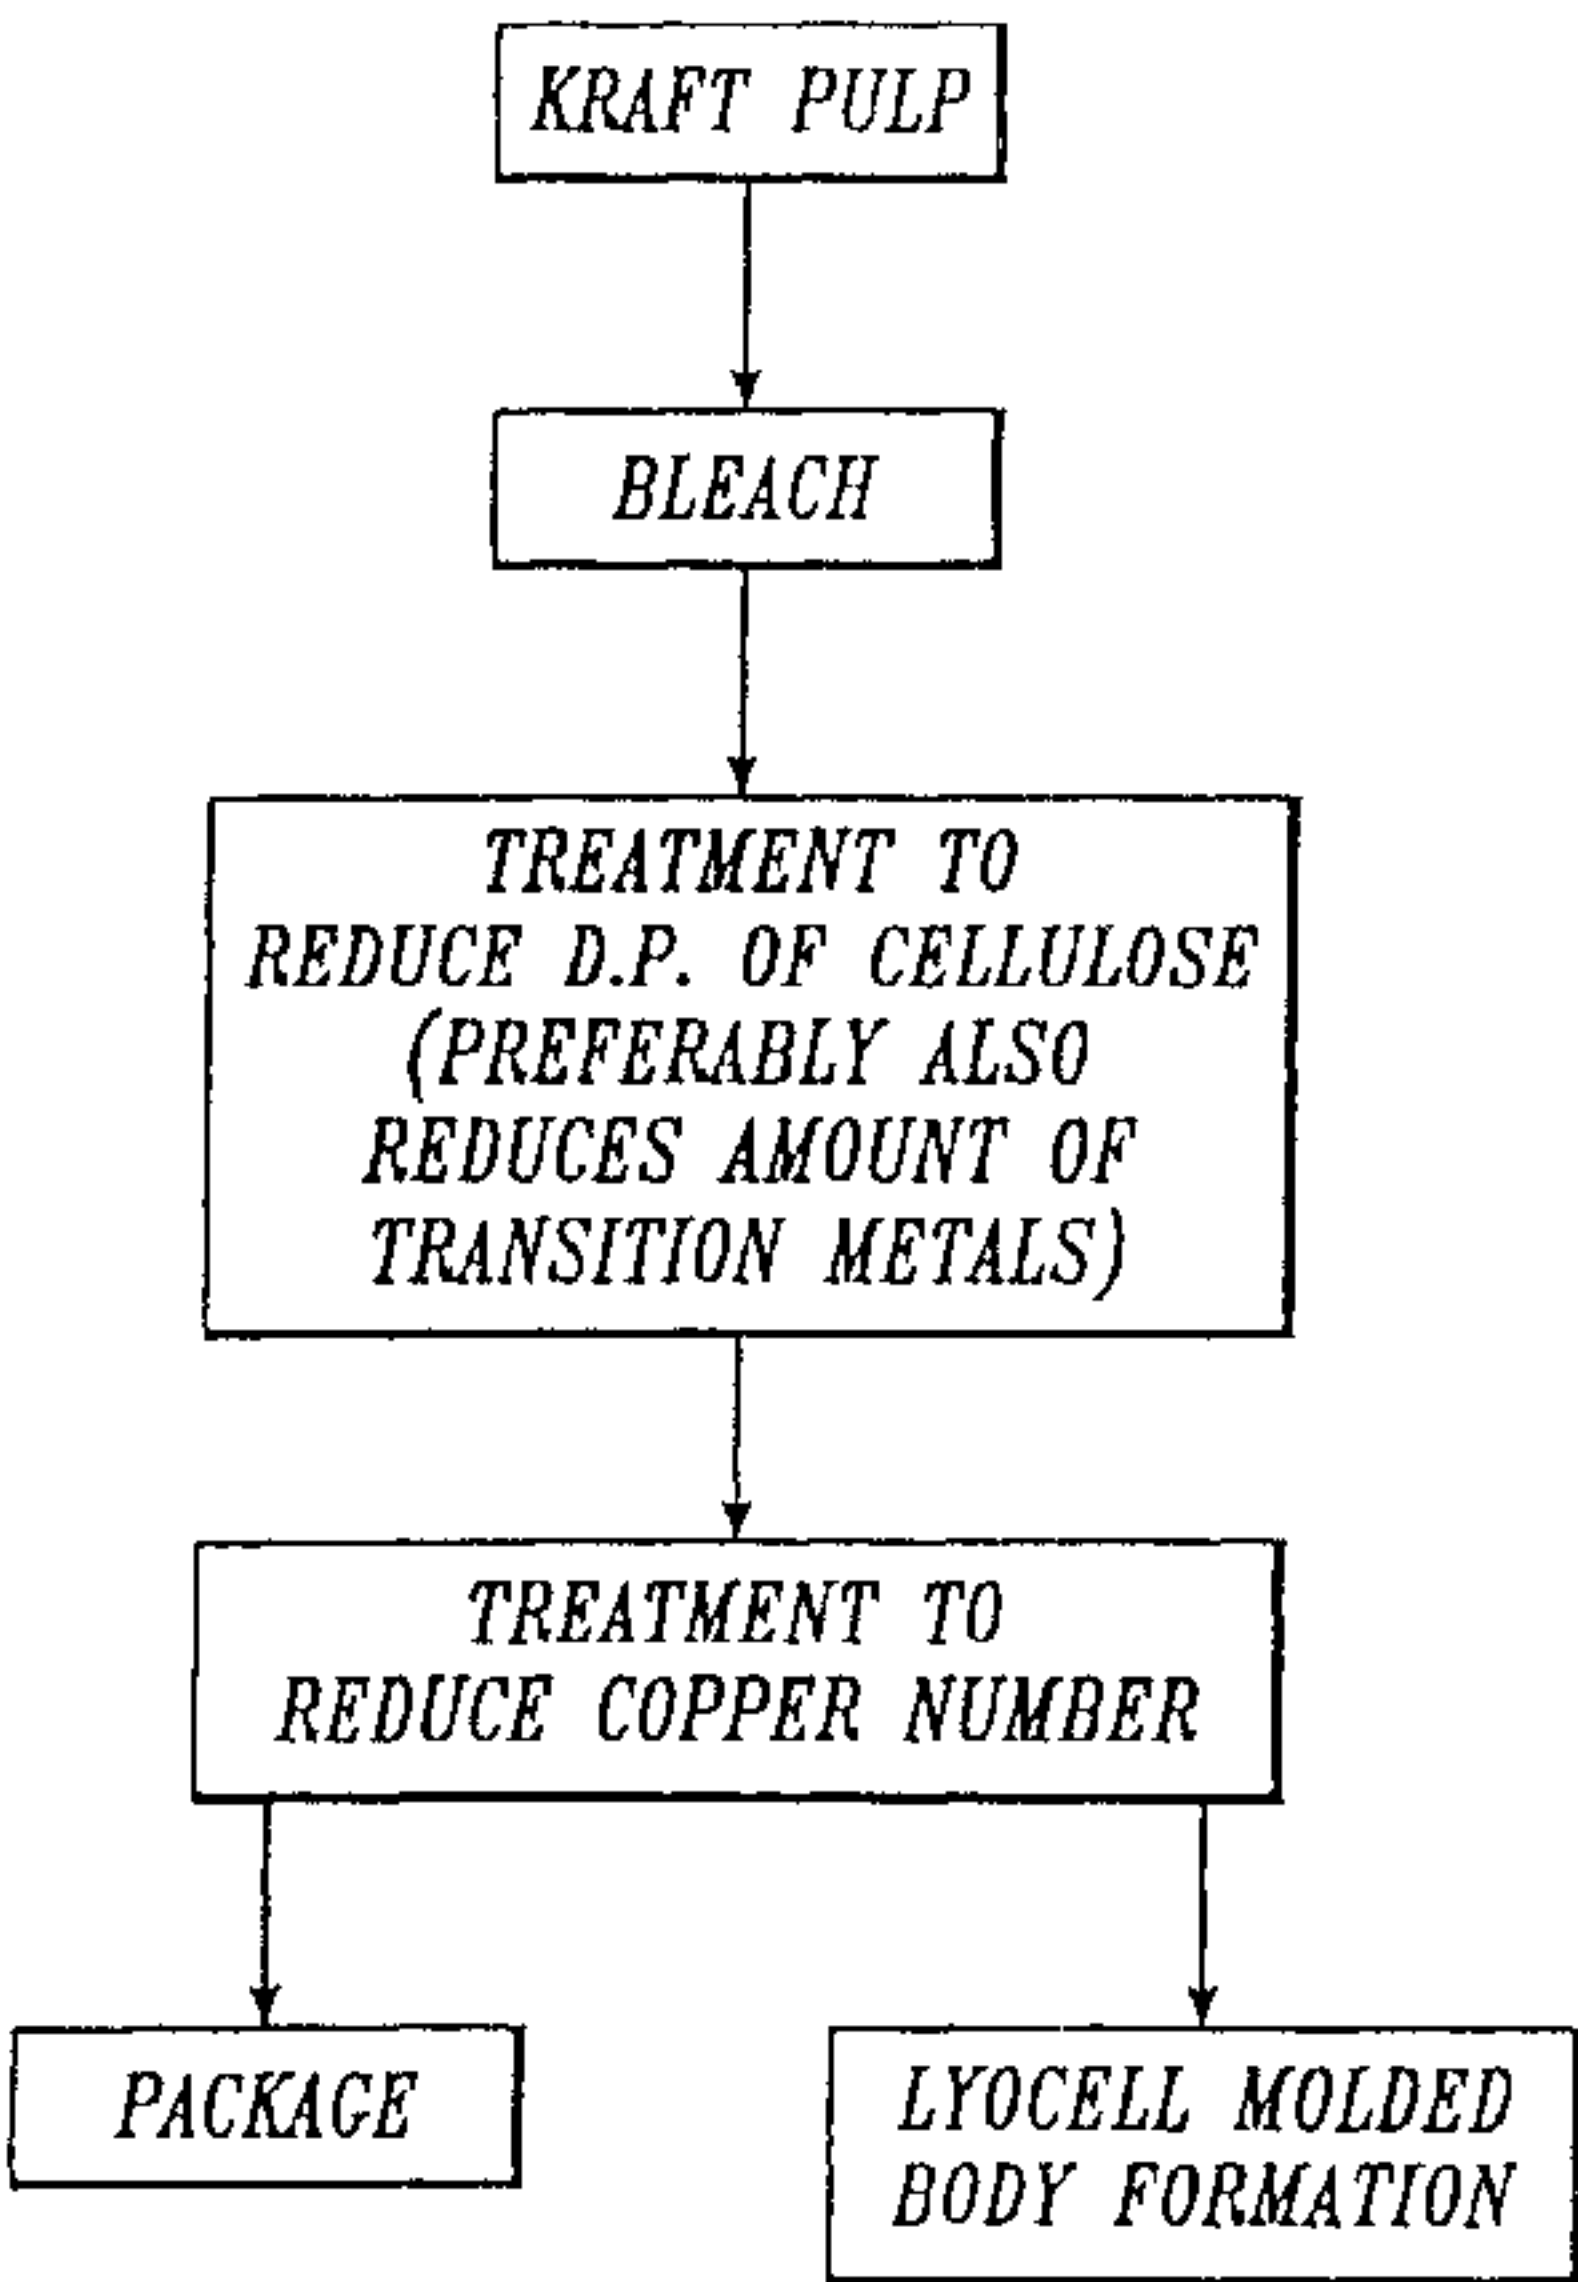 KRAFT PULP
BLEACH
TREATMENT TO
REDUCE D.P. OF CELLULOSE
(PREFERABLY ALSO
REDUCES AMOUNT OF
TRANSITION METALS)
TREATMENT TO
REDUCE COPPER NUMBER
PACKAGE
LYOCELL MOLDED
BODY FORMATION